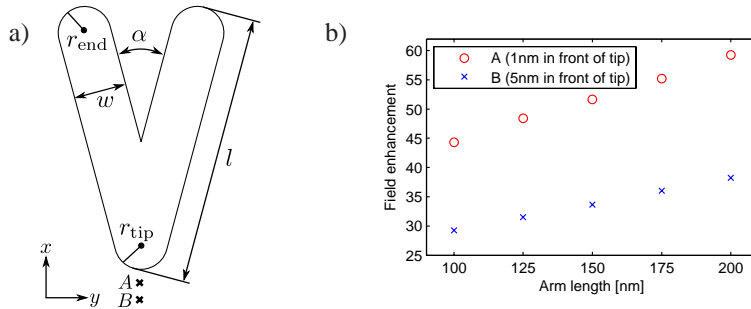 a)
r_end
α
w
l
r_tip
x
y
A
B
b)
Field enhancement
60
55
50
45
40
35
30
25
A (1nm in front of tip)
B (5nm in front of tip)
100 125 150 175 200
Arm length [nm]